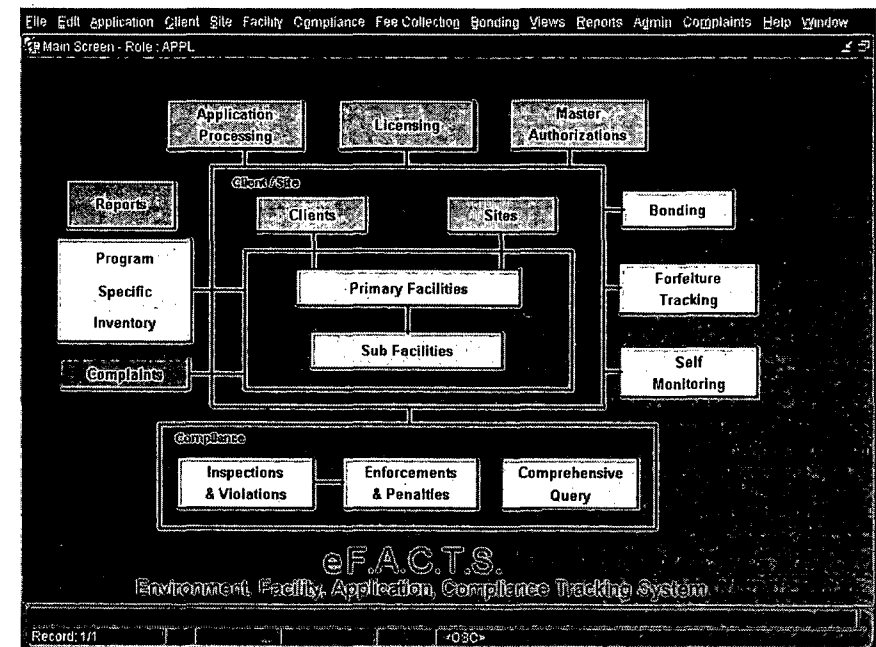 File Edit Application Client Site Facility Compliance Fee Collection Bonding Views Reports Admin Complaints Help Window
Main Screen - Role : APPL
Application
Processing
Licensing
Master
Authorizations
Client / Site
Reports
Clients
Sites
Bonding
Program
Specific
Inventory
Primary Facilities
Forfeiture
Tracking
Sub Facilities
Complaints
Self
Monitoring
Compliance
Inspections
& Violations
Enforcements
& Penalties
Comprehensive
Query
eF.A.C.T.S.
Environment, Facility, Application, Compliance Tracking System
Record: 1/1
...
<OSC>